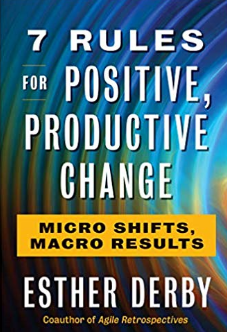 7 RULES
FOR POSITIVE,
PRODUCTIVE
CHANGE
MICRO SHIFTS,
MACRO RESULTS
ESTHER DERBY
Coauthor of Agile Retrospectives